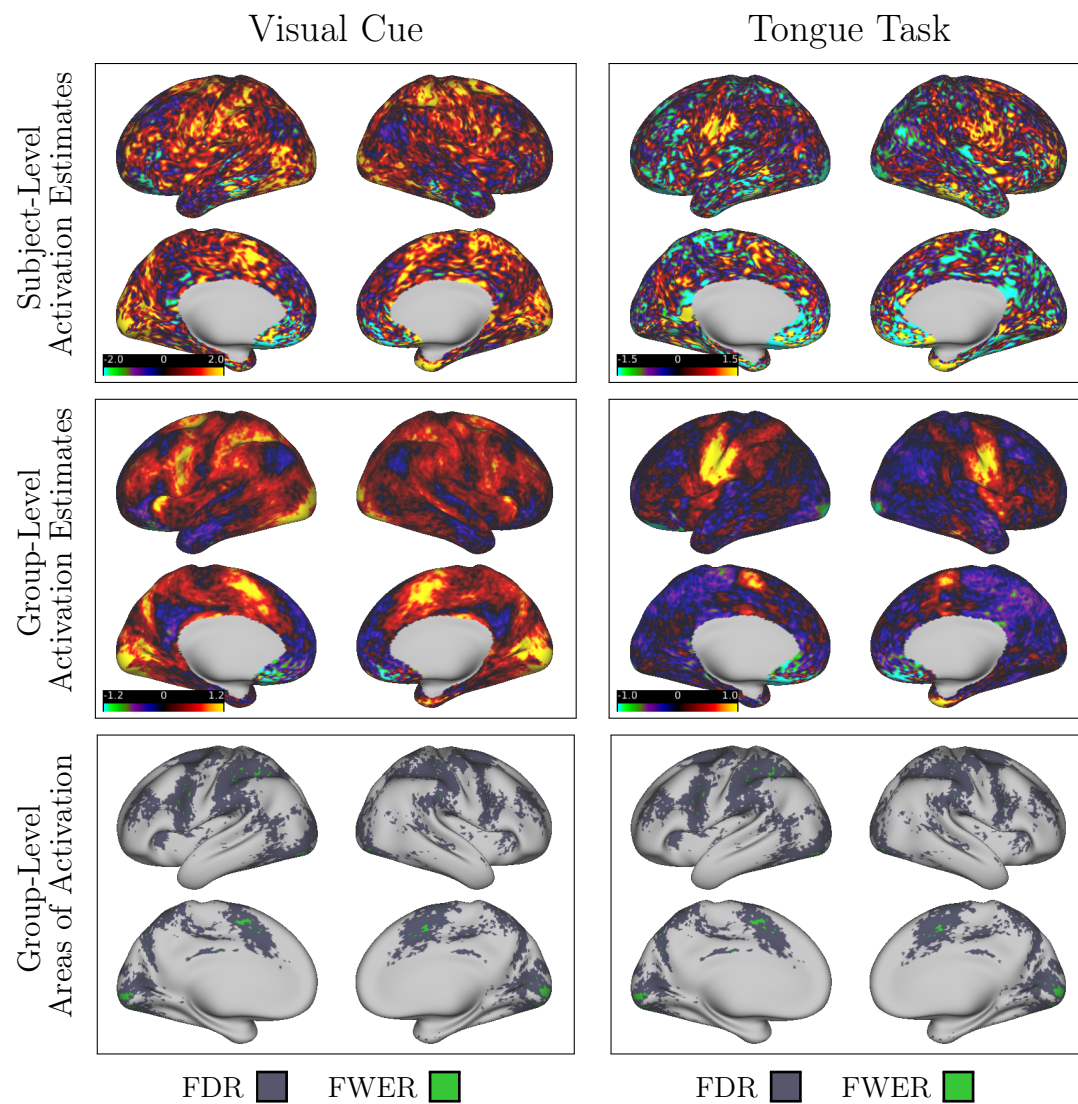 Visual Cue
Tongue Task
Subject-Level
Activation Estimates
-2.0 0 2.0
-1.5 0 1.5
Group-Level
Activation Estimates
-1.2 0 1.2
-1.0 0 1.0
Group-Level
Areas of Activation
FDR FWER
FDR FWER